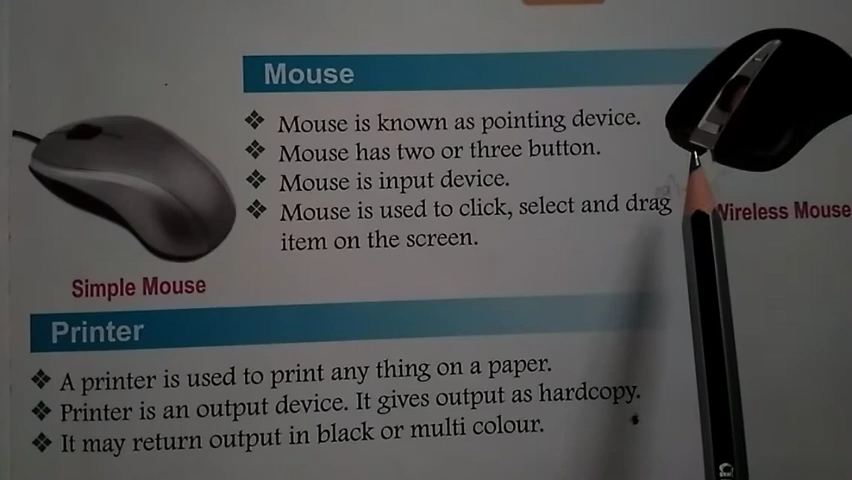 Mouse
Mouse is known as pointing device.
Mouse has two or three button.
Mouse is input device.
Mouse is used to click, select and drag
item on the screen.
Simple Mouse
Wireless Mouse
Printer
A printer is used to print any thing on a paper.
Printer is an output device. It gives output as hardcopy.
It may return output in black or multi colour.